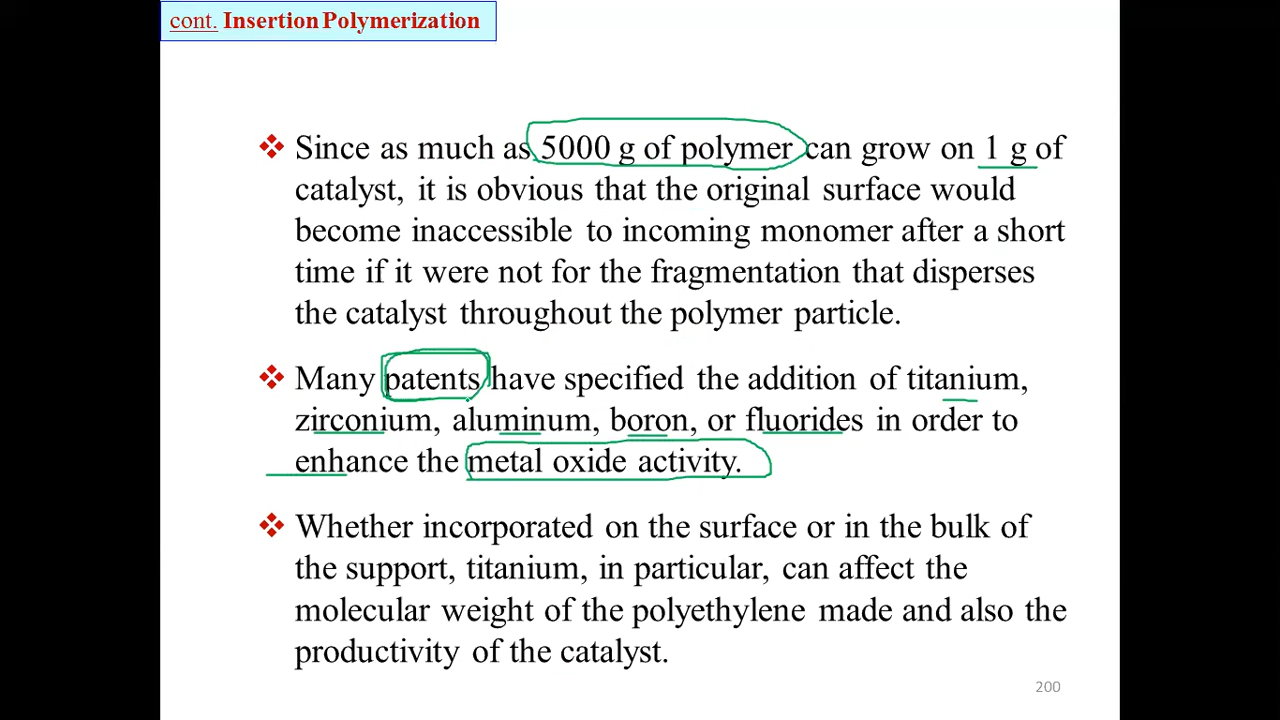 cont. Insertion Polymerization
❖ Since as much as 5000 g of polymer can grow on 1 g of
catalyst, it is obvious that the original surface would
become inaccessible to incoming monomer after a short
time if it were not for the fragmentation that disperses
the catalyst throughout the polymer particle.
❖ Many patents have specified the addition of titanium,
zirconium, aluminum, boron, or fluorides in order to
enhance the metal oxide activity.
❖ Whether incorporated on the surface or in the bulk of
the support, titanium, in particular, can affect the
molecular weight of the polyethylene made and also the
productivity of the catalyst.
200